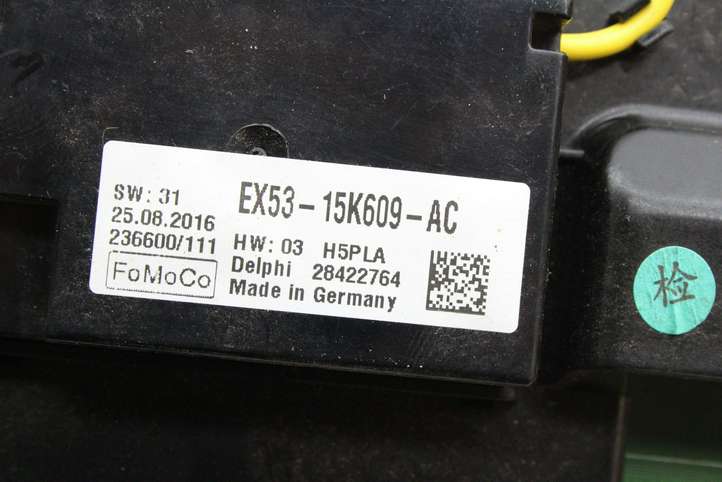 SW: 31
25.08.2016
236600/111
FoMoCo
EX53-15K609-AC
HW: 03 H5PLA
Delphi 28422764
Made in Germany
检